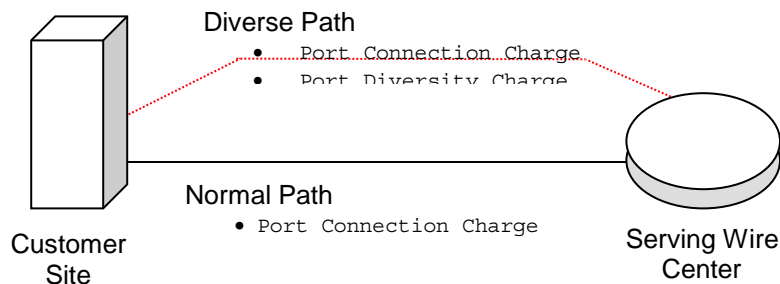 Diverse Path
• Port Connection Charge
• Port Diversity Charge
Normal Path
• Port Connection Charge
Customer
Site
Serving Wire
Center